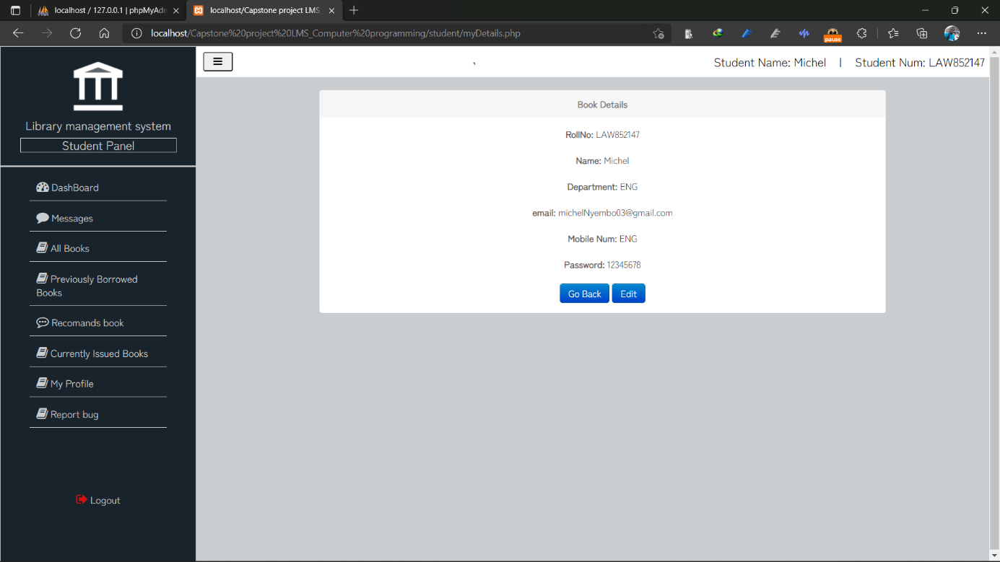 localhost / 127.0.0.1 | phpMyAdn
localhost/Capstone project LMS_
localhost/Capstone%20project%20LMS_Computer%20programming/student/myDetails.php
pause
Library management system
Student Panel
DashBoard
Messages
All Books
Previously Borrowed
Books
Recomands book
Currently Issued Books
My Profile
Report bug
Logout
,
Student Name: Michel | Student Num: LAW852147
Book Details
RollNo: LAW852147
Name: Michel
Department: ENG
email: michelNyembo03@gmail.com
Mobile Num: ENG
Password: 12345678
Go Back Edit